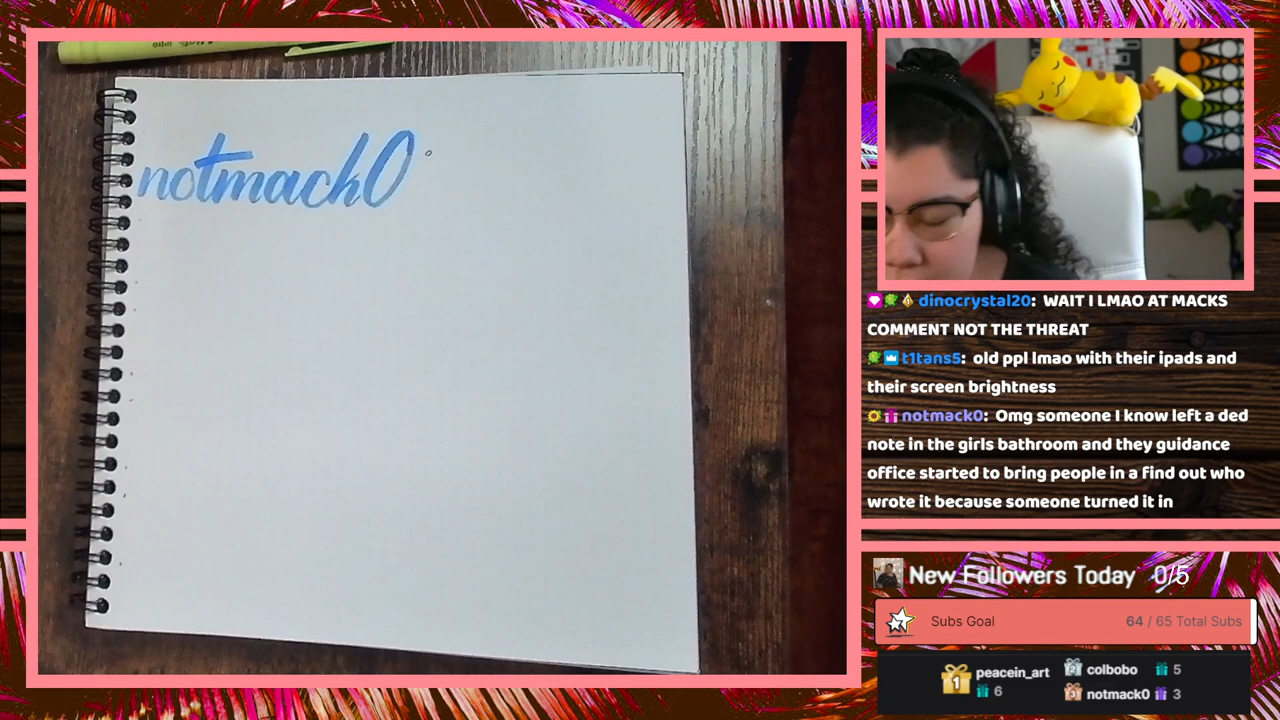 notmack0
dinocrystal20: WAIT I LMAO AT MACKS
COMMENT NOT THE THREAT
t1tans5: old ppl lmao with their ipads and
their screen brightness
notmack0: Omg someone I know left a ded
note in the girls bathroom and they guidance
office started to bring people in a find out who
wrote it because someone turned it in
New Followers Today 0/5
Subs Goal 64 / 65 Total Subs
1 peacein_art 6
2 colbobo 5
3 notmack0 3